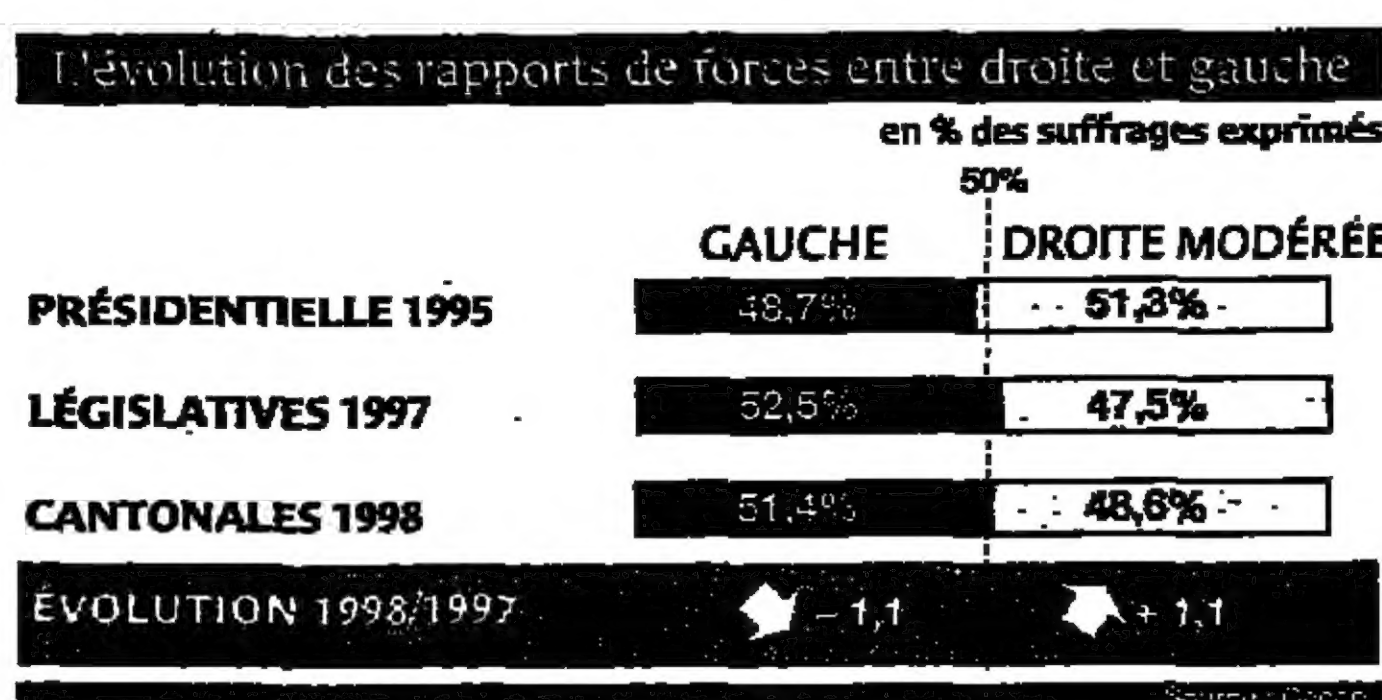 L'évolution des rapports de forces entre droite et gauche
en % des suffrages exprimés
50%
GAUCHE DROITE MODÉRÉE
PRÉSIDENTIELLE 1995 48,7% 51,3%
LÉGISLATIVES 1997 52,5% 47,5%
CANTONALES 1998 51,4% 48,6%
ÉVOLUTION 1998/1997 – 1,1 + 1,1